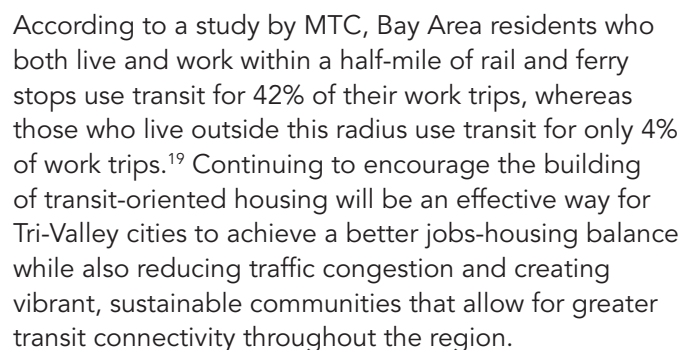 According to a study by MTC, Bay Area residents who
both live and work within a half-mile of rail and ferry
stops use transit for 42% of their work trips, whereas
those who live outside this radius use transit for only 4%
of work trips.¹⁹ Continuing to encourage the building
of transit-oriented housing will be an effective way for
Tri-Valley cities to achieve a better jobs-housing balance
while also reducing traffic congestion and creating
vibrant, sustainable communities that allow for greater
transit connectivity throughout the region.